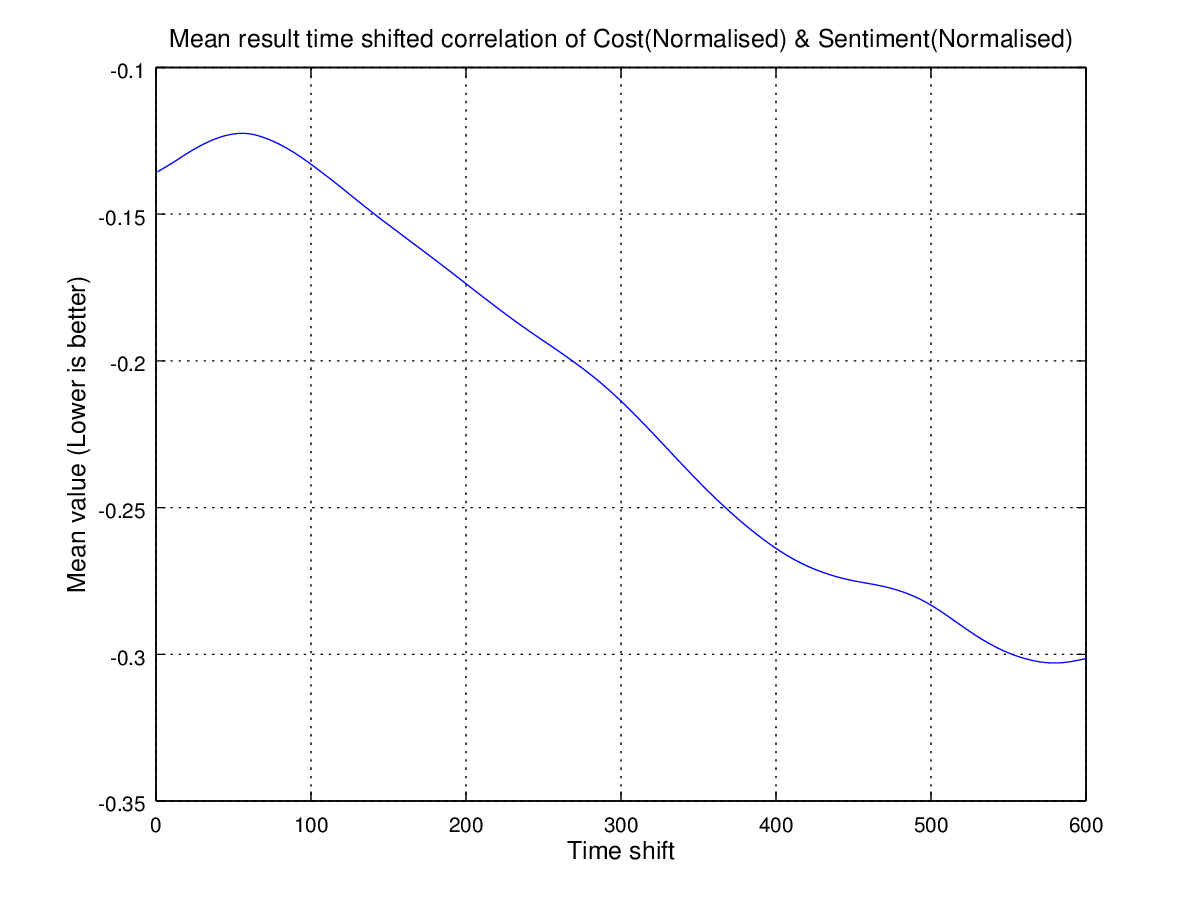 Mean result time shifted correlation of Cost(Normalised) & Sentiment(Normalised)
-0.1
-0.15
-0.2
-0.25
-0.3
-0.35
Mean value (Lower is better)
0 100 200 300 400 500 600
Time shift